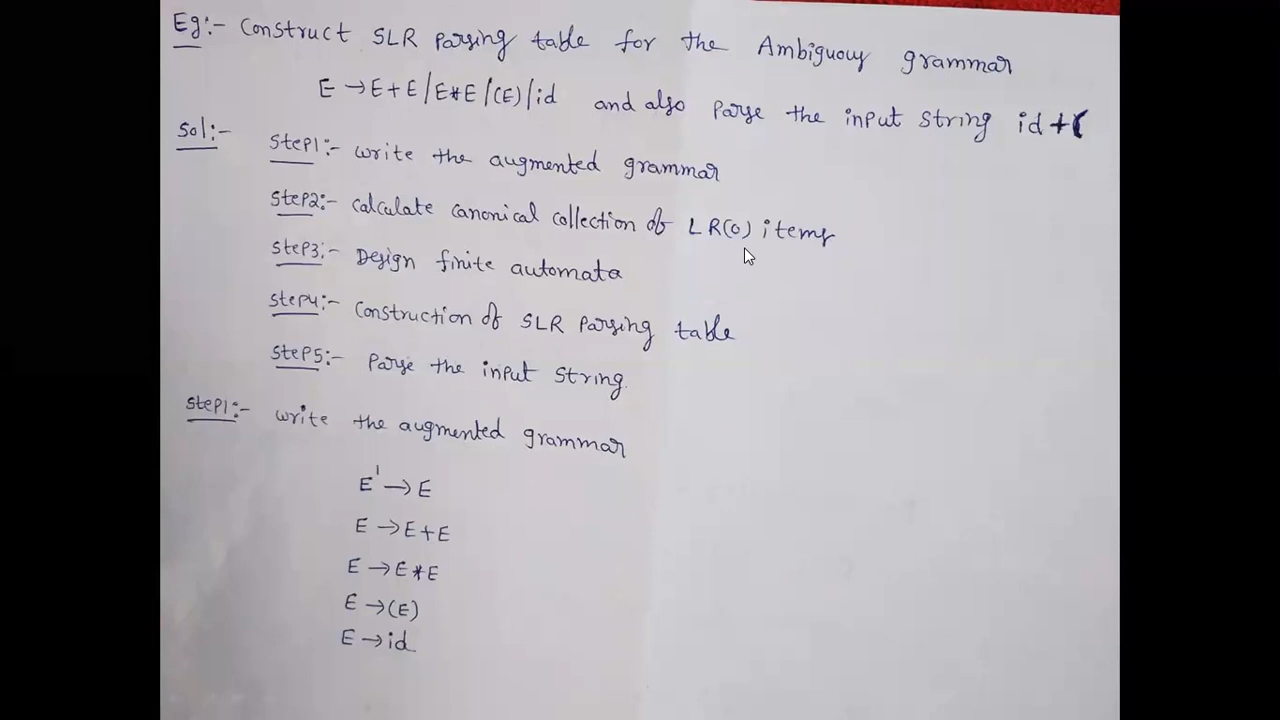 Eg:- Construct SLR Parsing table for the Ambiguous grammar
E → E+E / E*E / (E) / id and also Parse the input string id +(
Sol:- Step1:- write the augmented grammar
Step2:- calculate canonical collection of LR(0) items
Step3:- Design finite automata
Step4:- Construction of SLR Parsing table
Step5:- Parse the input string.
Step1:- write the augmented grammar
E' → E
E → E+E
E → E*E
E → (E)
E → id